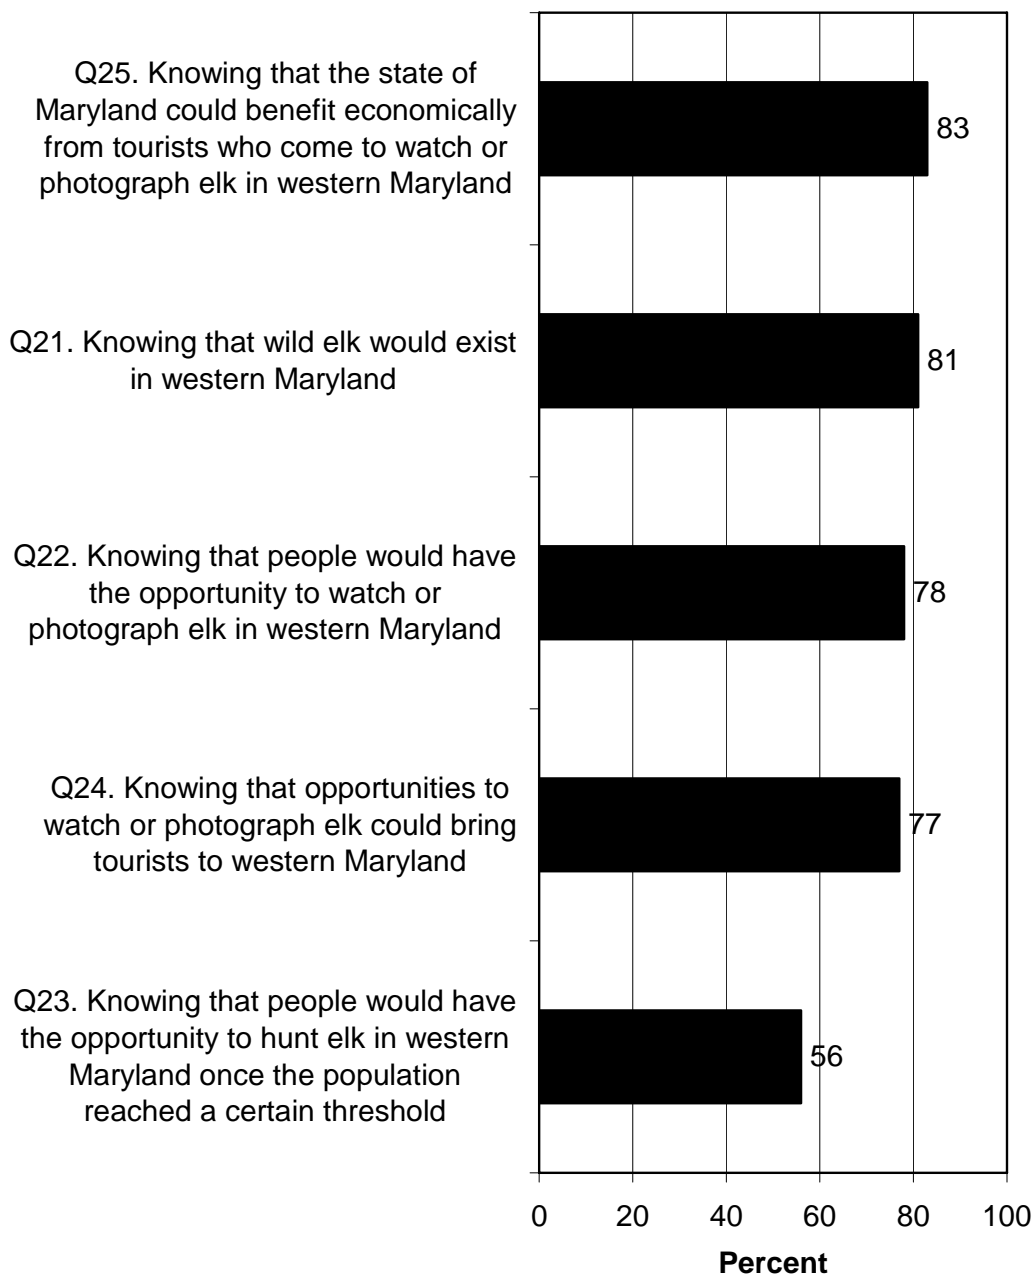 Q25. Knowing that the state of
Maryland could benefit economically
from tourists who come to watch or
photograph elk in western Maryland
83
Q21. Knowing that wild elk would exist
in western Maryland
81
Q22. Knowing that people would have
the opportunity to watch or
photograph elk in western Maryland
78
Q24. Knowing that opportunities to
watch or photograph elk could bring
tourists to western Maryland
77
Q23. Knowing that people would have
the opportunity to hunt elk in western
Maryland once the population
reached a certain threshold
56
0 20 40 60 80 100
Percent